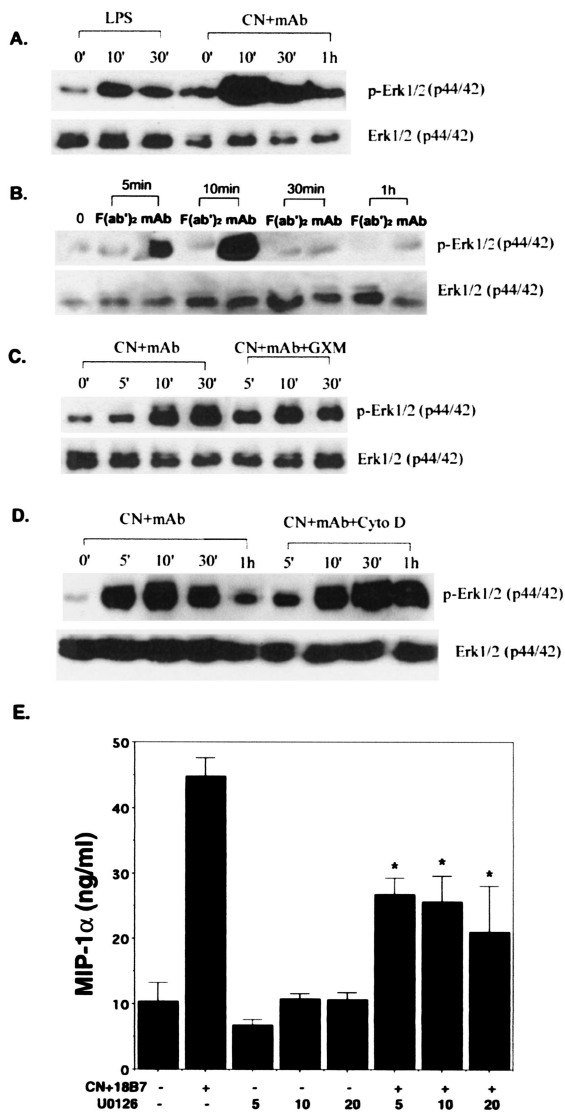 A.
LPS CN+mAb
0' 10' 30' 0' 10' 30' 1h
p-Erk1/2 (p44/42)
Erk1/2 (p44/42)
B.
5min 10min 30min 1h
0 F(ab')₂ mAb F(ab')₂ mAb F(ab')₂ mAb F(ab')₂ mAb
p-Erk1/2 (p44/42)
Erk1/2 (p44/42)
C.
CN+mAb CN+mAb+GXM
0' 5' 10' 30' 5' 10' 30'
p-Erk1/2 (p44/42)
Erk1/2 (p44/42)
D.
CN+mAb CN+mAb+Cyto D
0' 5' 10' 30' 1h 5' 10' 30' 1h
p-Erk1/2 (p44/42)
Erk1/2 (p44/42)
E.
MIP-1α (ng/ml)
50
40
30
20
10
0
* * *
CN+18B7 - + - - - + + +
U0126 - - 5 10 20 5 10 20